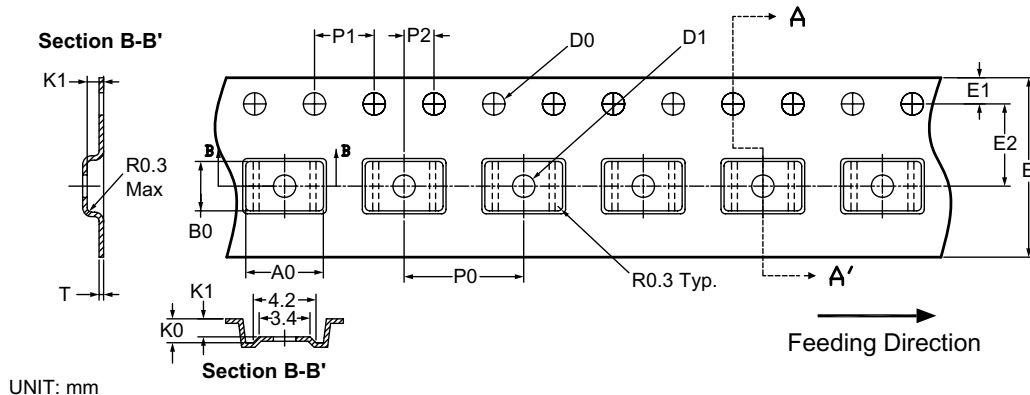 Section B-B'
K1
R0.3
Max
T
P1
P2
D0
D1
A
E1
E2
B
B
B0
A0
P0
R0.3 Typ.
A'
K1
K0
4.2
3.4
Section B-B'
Feeding Direction
UNIT: mm